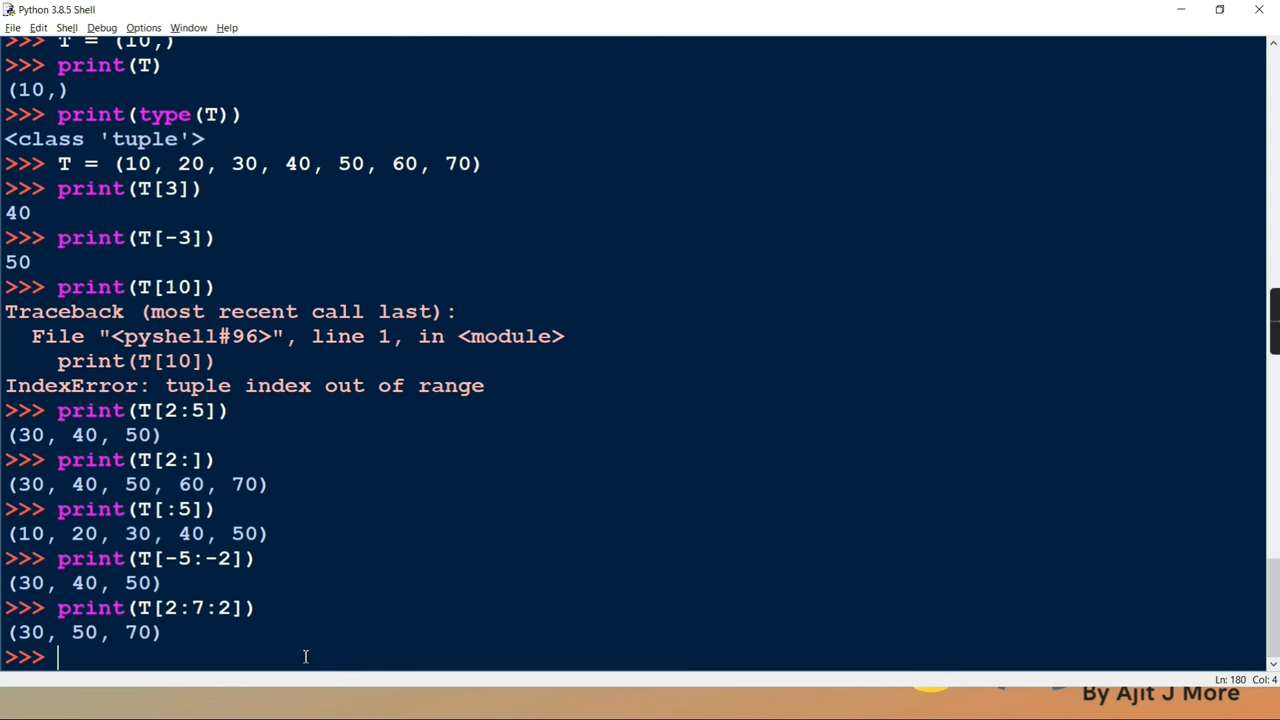 Python 3.8.5 Shell
File Edit Shell Debug Options Window Help
>>> T = (10,)
>>> print(T)
(10,)
>>> print(type(T))
<class 'tuple'>
>>> T = (10, 20, 30, 40, 50, 60, 70)
>>> print(T[3])
40
>>> print(T[-3])
50
>>> print(T[10])
Traceback (most recent call last):
  File "<pyshell#96>", line 1, in <module>
    print(T[10])
IndexError: tuple index out of range
>>> print(T[2:5])
(30, 40, 50)
>>> print(T[2:])
(30, 40, 50, 60, 70)
>>> print(T[:5])
(10, 20, 30, 40, 50)
>>> print(T[-5:-2])
(30, 40, 50)
>>> print(T[2:7:2])
(30, 50, 70)
>>>
Ln: 180 Col: 4
By Ajit J More